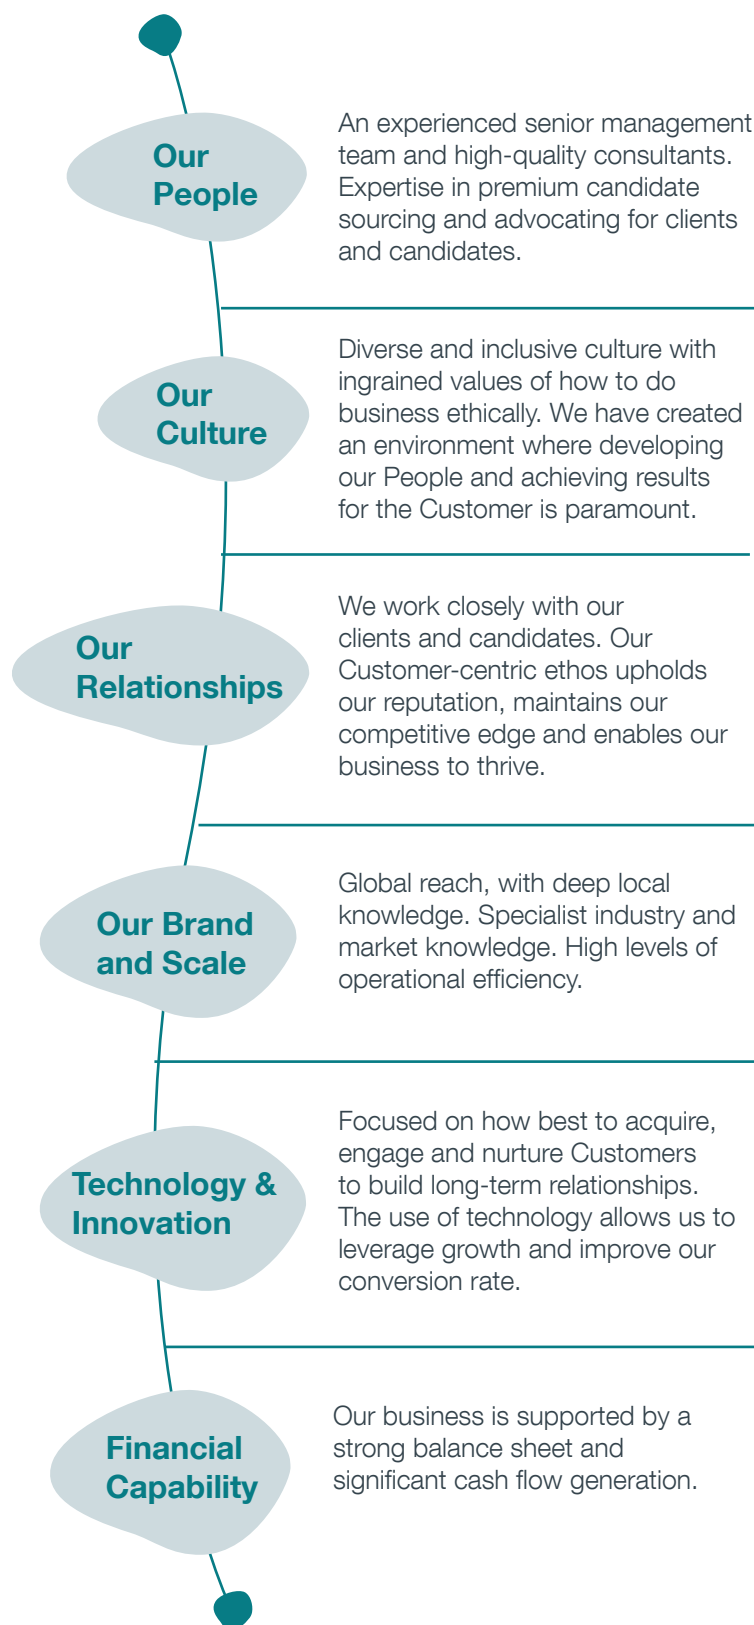 Our
People
An experienced senior management
team and high-quality consultants.
Expertise in premium candidate
sourcing and advocating for clients
and candidates.
Our
Culture
Diverse and inclusive culture with
ingrained values of how to do
business ethically. We have created
an environment where developing
our People and achieving results
for the Customer is paramount.
Our
Relationships
We work closely with our
clients and candidates. Our
Customer-centric ethos upholds
our reputation, maintains our
competitive edge and enables our
business to thrive.
Our Brand
and Scale
Global reach, with deep local
knowledge. Specialist industry and
market knowledge. High levels of
operational efficiency.
Technology &
Innovation
Focused on how best to acquire,
engage and nurture Customers
to build long-term relationships.
The use of technology allows us to
leverage growth and improve our
conversion rate.
Financial
Capability
Our business is supported by a
strong balance sheet and
significant cash flow generation.